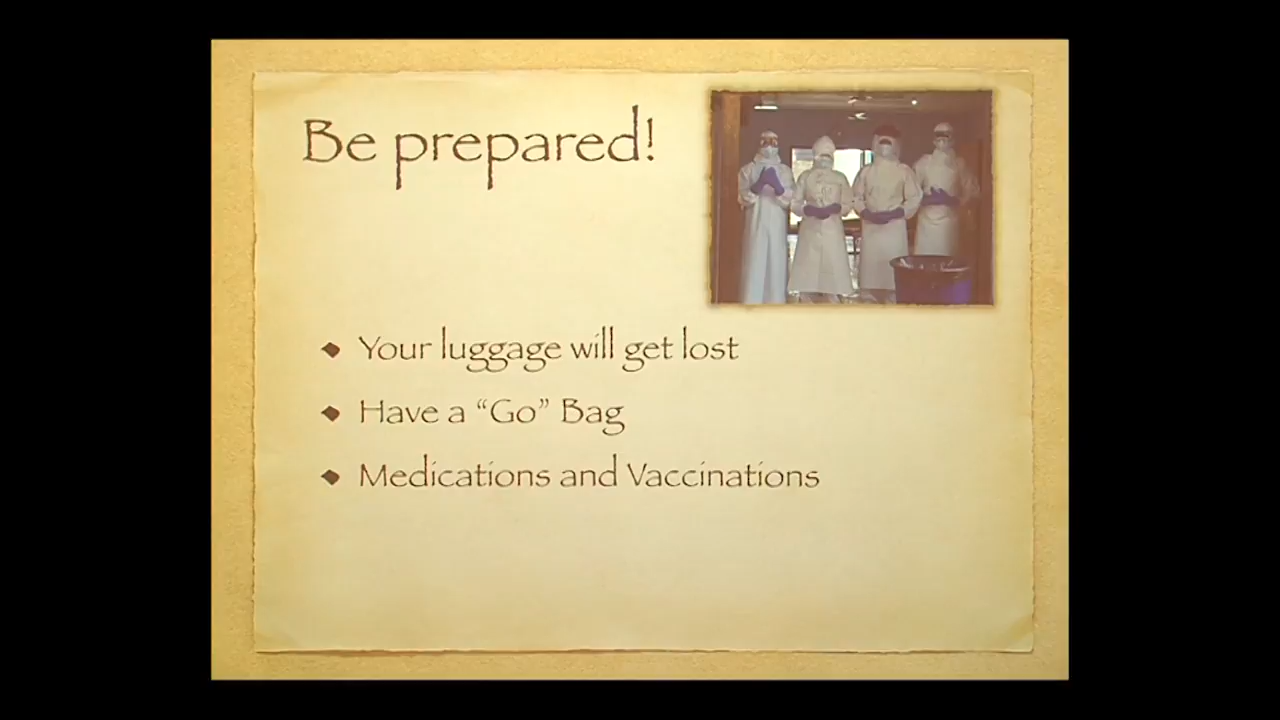 Be prepared!
Your luggage will get lost
Have a “Go” Bag
Medications and Vaccinations